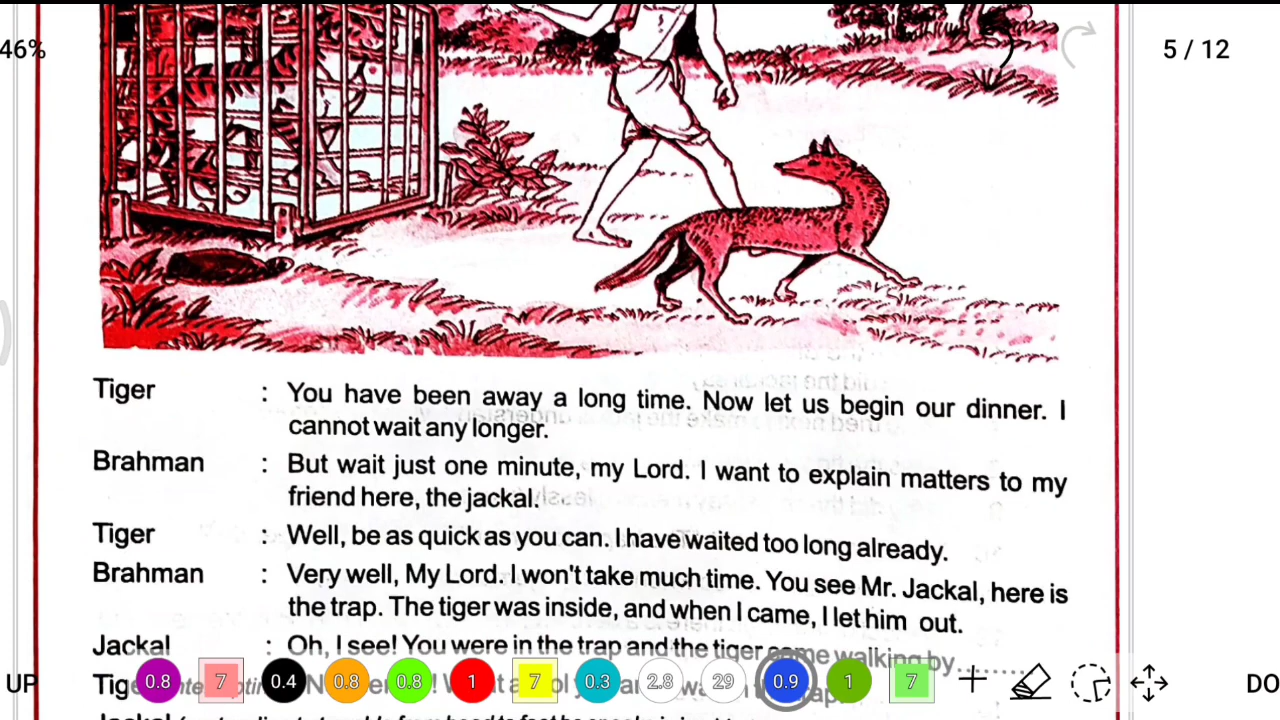 46%
5 / 12
Tiger : You have been away a long time. Now let us begin our dinner. I
cannot wait any longer.
Brahman : But wait just one minute, my Lord. I want to explain matters to my
friend here, the jackal.
Tiger : Well, be as quick as you can. I have waited too long already.
Brahman : Very well, My Lord. I won't take much time. You see Mr. Jackal, here is
the trap. The tiger was inside, and when I came, I let him out.
Jackal : Oh, I see! You were in the trap and the tiger came walking by..........
UP 0.8 7 0.4 0.8 0.8 1 7 0.3 2.8 29 0.9 1 7 DO